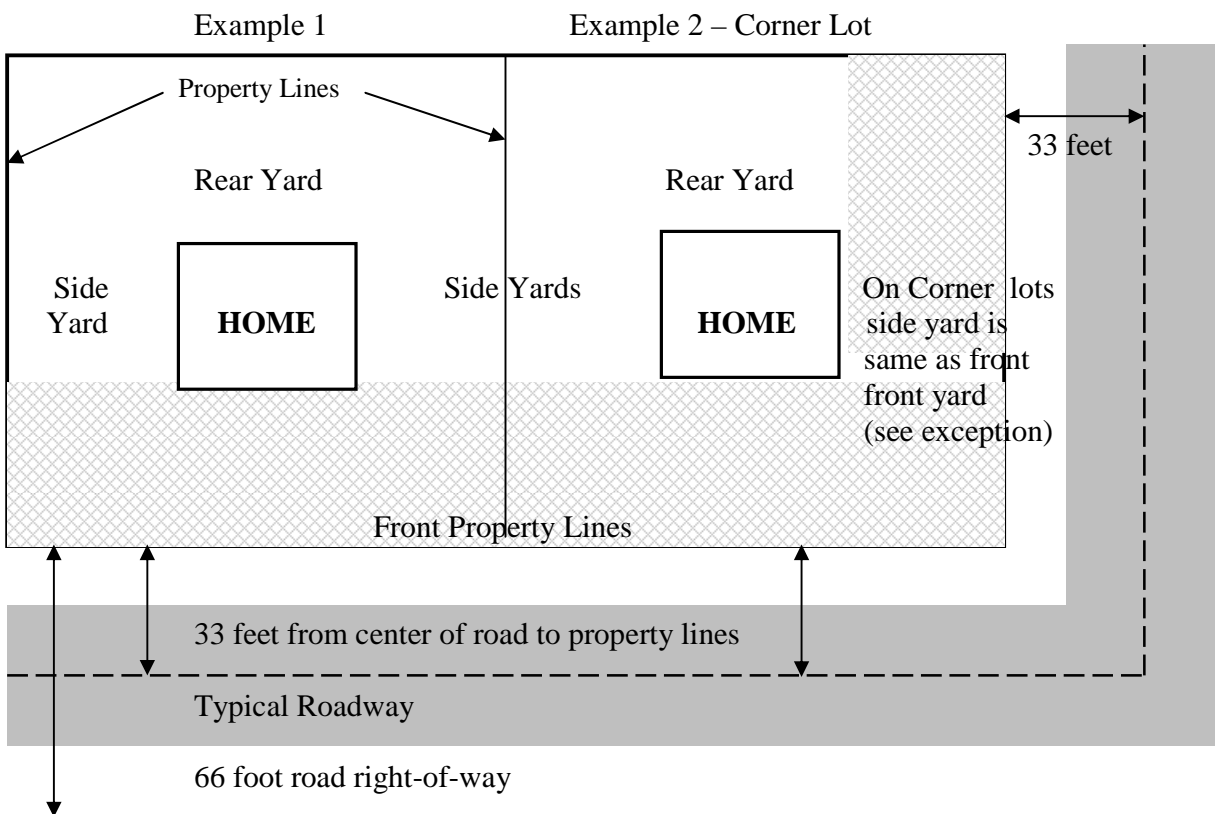 Example 1
Example 2 – Corner Lot
Property Lines
33 feet
Rear Yard
Rear Yard
Side
Yard
HOME
Side Yards
HOME
On Corner lots
side yard is
same as front
front yard
(see exception)
Front Property Lines
33 feet from center of road to property lines
Typical Roadway
66 foot road right-of-way